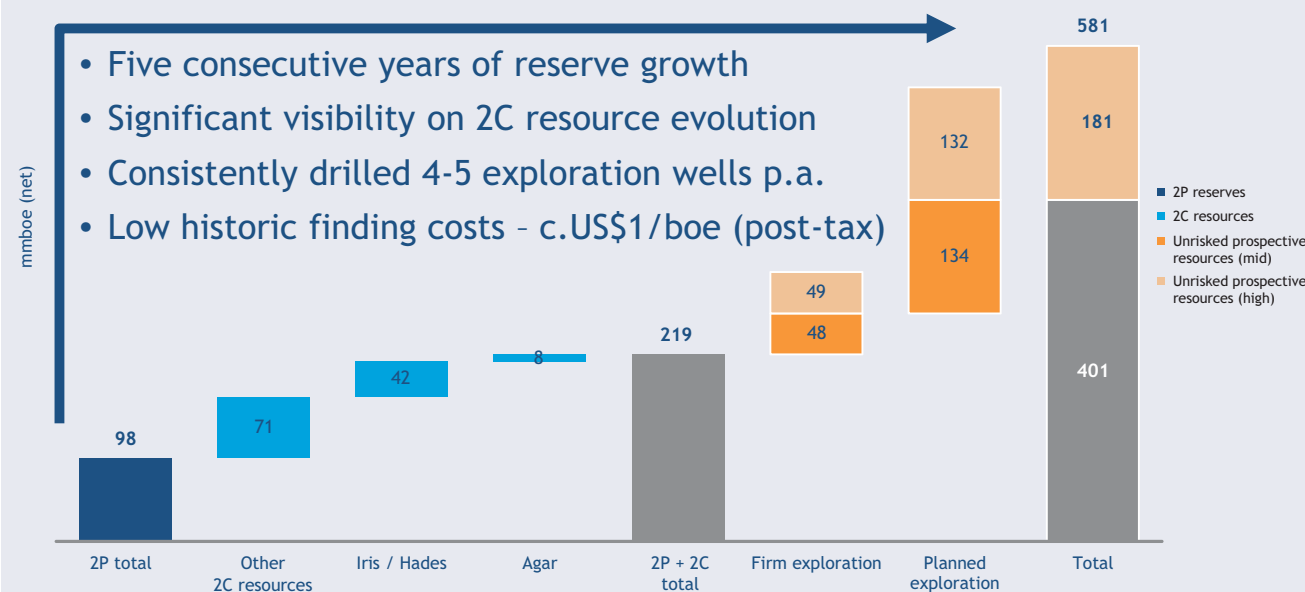 • Five consecutive years of reserve growth
• Significant visibility on 2C resource evolution
• Consistently drilled 4-5 exploration wells p.a.
• Low historic finding costs – c.US$1/boe (post-tax)
mmboe (net)
98
71
42
8
219
49
48
132
134
581
181
401
2P reserves
2C resources
Unrisked prospective
resources (mid)
Unrisked prospective
resources (high)
2P total
Other
2C resources
Iris / Hades
Agar
2P + 2C
total
Firm exploration
Planned
exploration
Total